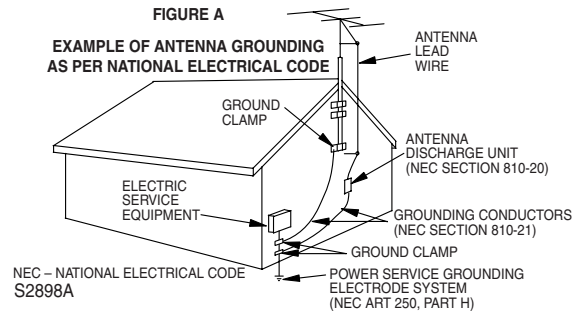 FIGURE A
EXAMPLE OF ANTENNA GROUNDING
AS PER NATIONAL ELECTRICAL CODE
ANTENNA
LEAD
WIRE
GROUND
CLAMP
ANTENNA
DISCHARGE UNIT
(NEC SECTION 810-20)
ELECTRIC
SERVICE
EQUIPMENT
GROUNDING CONDUCTORS
(NEC SECTION 810-21)
GROUND CLAMP
POWER SERVICE GROUNDING
ELECTRODE SYSTEM
(NEC ART 250, PART H)
NEC – NATIONAL ELECTRICAL CODE
S2898A